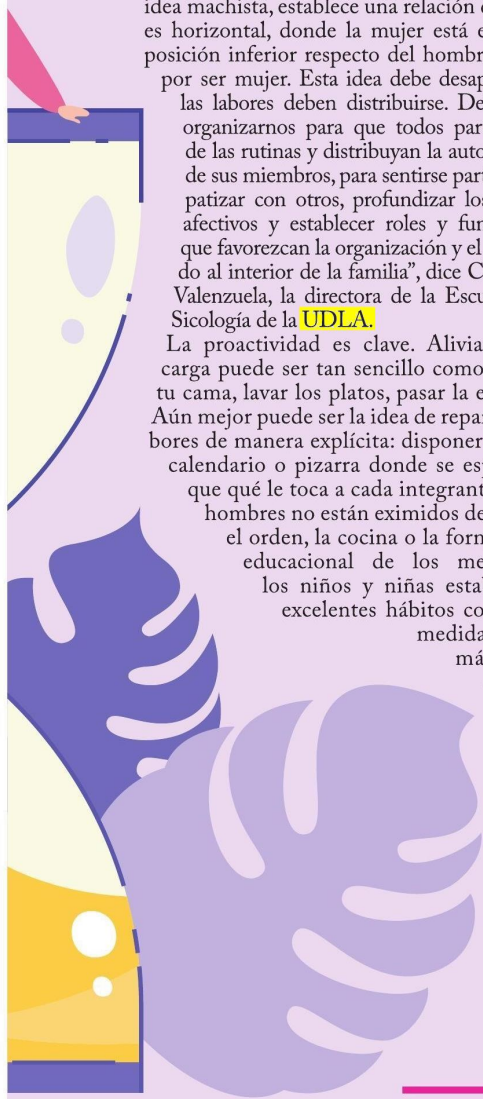 idea machista, establece una relación
es horizontal, donde la mujer está e
posición inferior respecto del hombr
por ser mujer. Esta idea debe desap
las labores deben distribuirse. De
organizarnos para que todos par
de las rutinas y distribuyan la auto
de sus miembros, para sentirse part
patizar con otros, profundizar los
afectivos y establecer roles y fun
que favorezcan la organización y el
do al interior de la familia”, dice C
Valenzuela, la directora de la Escu
Sicología de la UDLA.
La proactividad es clave. Alivia
carga puede ser tan sencillo como
tu cama, lavar los platos, pasar la e
Aún mejor puede ser la idea de repar
bores de manera explícita: disponer
calendario o pizarra donde se esp
que qué le toca a cada integrant
hombres no están eximidos de
el orden, la cocina o la form
educacional de los me
los niños y niñas estab
excelentes hábitos co
medida
má